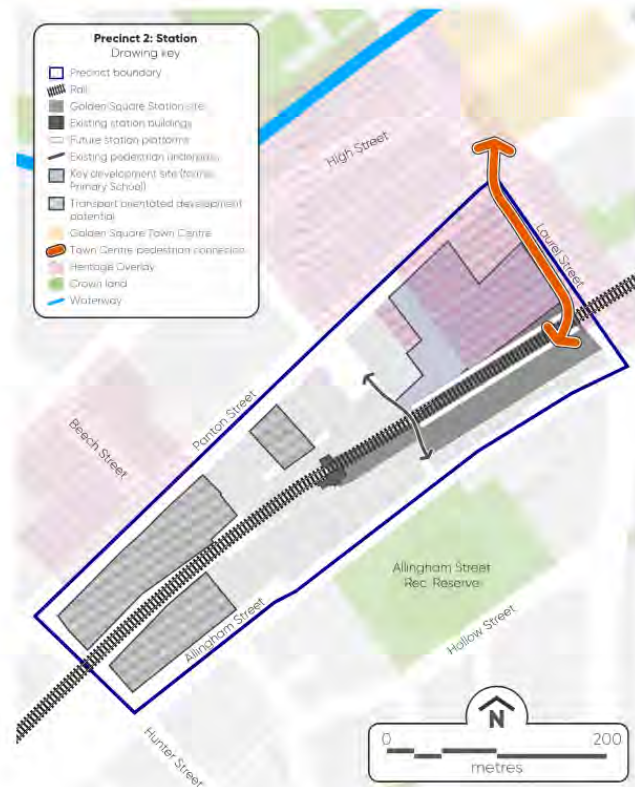 Precinct 2: Station
Drawing key
Precinct boundary
Rail
Golden Square Station site
Existing station buildings
Future station platforms
Existing pedestrian underpass
Key development site (former
Primary School)
Transport orientated development
potential
Golden Square Town Centre
Town Centre pedestrian connexion
Heritage Overlay
Crown land
Waterway
High Street
Laurel Street
Panton Street
Beech Street
Allingham Street
Rec. Reserve
Allingham Street
Hollow Street
Hunter Street
N
0
200
metres